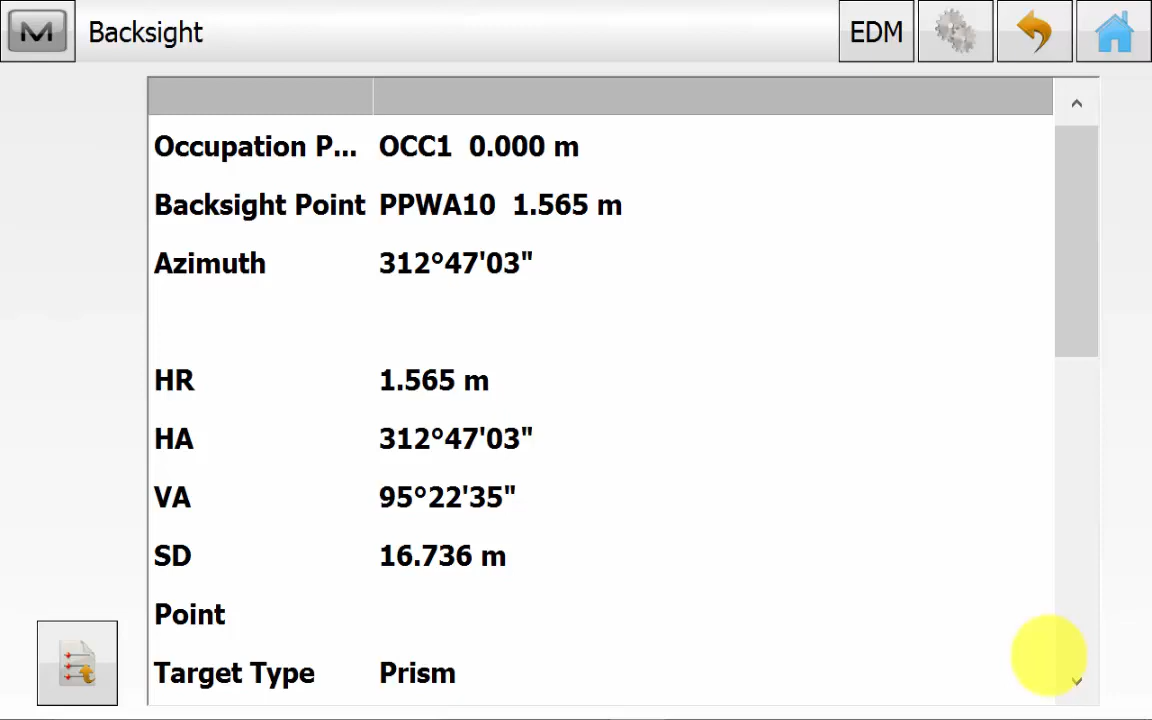 Backsight
EDM
Occupation P... OCC1 0.000 m
Backsight Point PPWA10 1.565 m
Azimuth 312°47'03"
HR 1.565 m
HA 312°47'03"
VA 95°22'35"
SD 16.736 m
Point
Target Type Prism